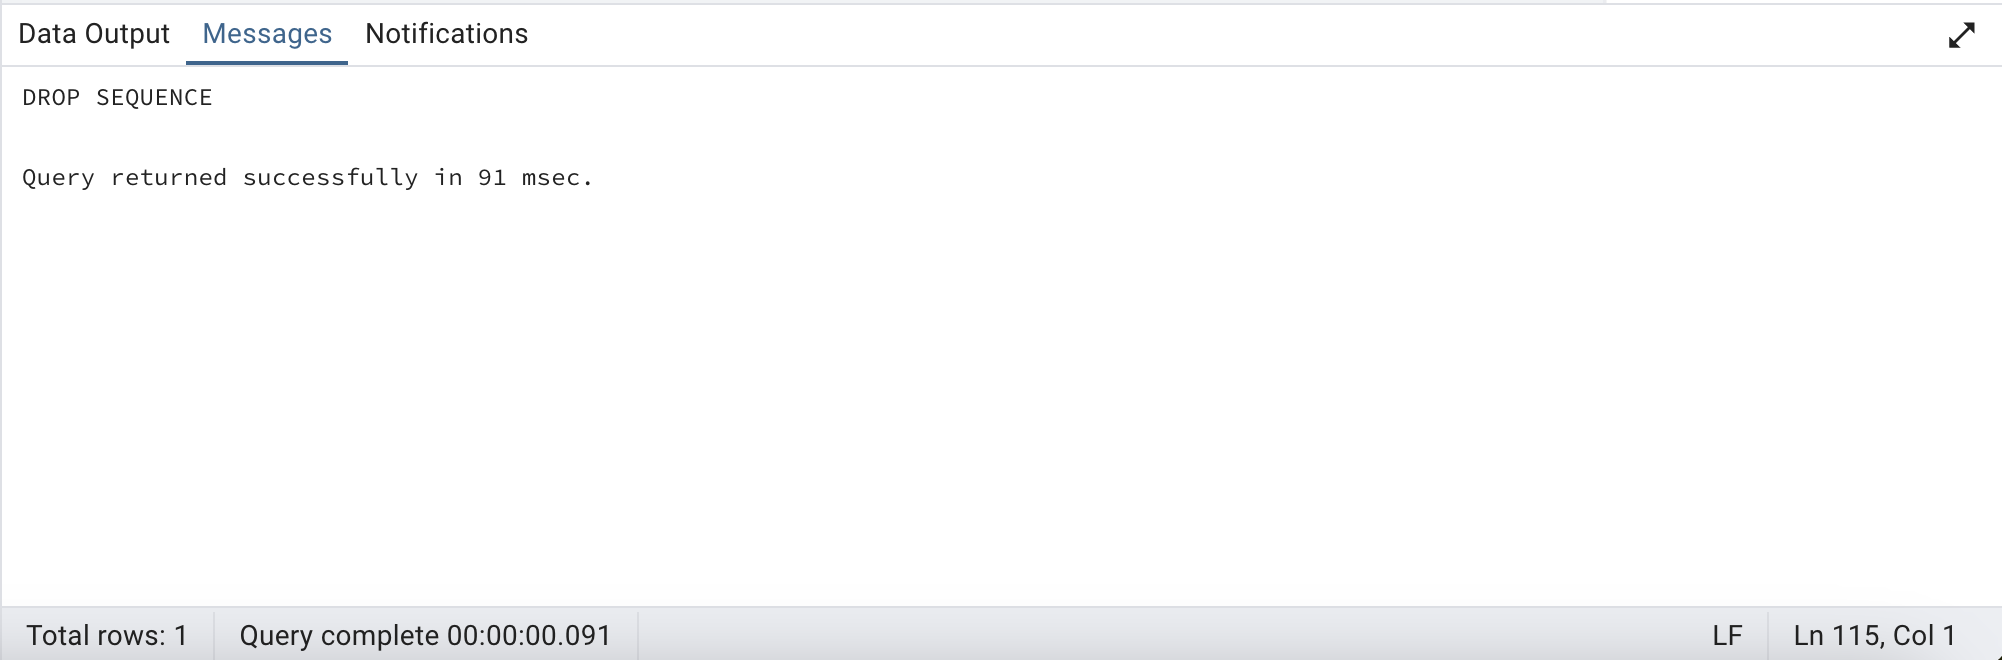 Data Output Messages Notifications
DROP SEQUENCE
Query returned successfully in 91 msec.
Total rows: 1 Query complete 00:00:00.091 LF Ln 115, Col 1